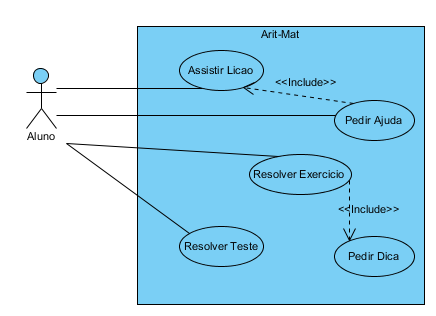 Arit-Mat
Assistir Licao
<<Include>>
Pedir Ajuda
Aluno
Resolver Exercicio
<<Include>>
Resolver Teste
Pedir Dica